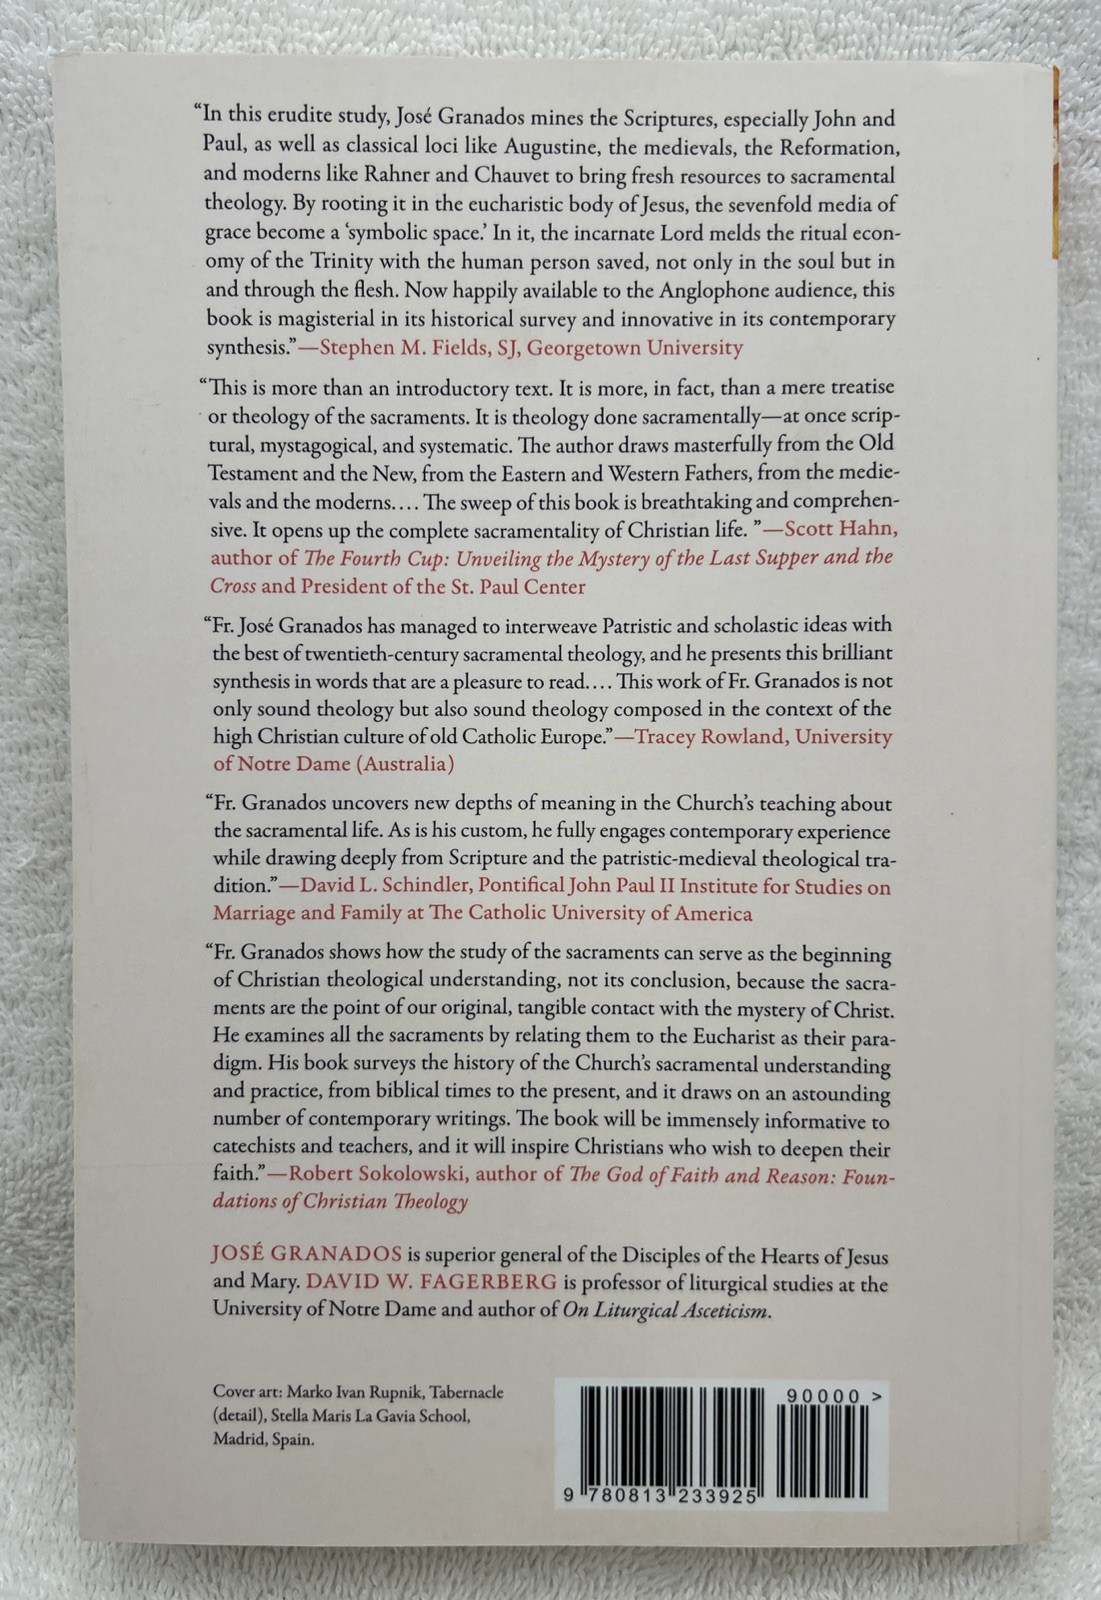 “In this erudite study, José Granados mines the Scriptures, especially John and
Paul, as well as classical loci like Augustine, the medievals, the Reformation,
and moderns like Rahner and Chauvet to bring fresh resources to sacramental
theology. By rooting it in the eucharistic body of Jesus, the sevenfold media of
grace become a ‘symbolic space.’ In it, the incarnate Lord melds the ritual econ-
omy of the Trinity with the human person saved, not only in the soul but in
and through the flesh. Now happily available to the Anglophone audience, this
book is magisterial in its historical survey and innovative in its contemporary
synthesis.”—Stephen M. Fields, SJ, Georgetown University
“This is more than an introductory text. It is more, in fact, than a mere treatise
or theology of the sacraments. It is theology done sacramentally—at once scrip-
tural, mystagogical, and systematic. The author draws masterfully from the Old
Testament and the New, from the Eastern and Western Fathers, from the medie-
vals and the moderns.... The sweep of this book is breathtaking and comprehen-
sive. It opens up the complete sacramentality of Christian life. ”—Scott Hahn,
author of The Fourth Cup: Unveiling the Mystery of the Last Supper and the
Cross and President of the St. Paul Center
“Fr. José Granados has managed to interweave Patristic and scholastic ideas with
the best of twentieth-century sacramental theology, and he presents this brilliant
synthesis in words that are a pleasure to read.... This work of Fr. Granados is not
only sound theology but also sound theology composed in the context of the
high Christian culture of old Catholic Europe.”—Tracey Rowland, University
of Notre Dame (Australia)
“Fr. Granados uncovers new depths of meaning in the Church’s teaching about
the sacramental life. As is his custom, he fully engages contemporary experience
while drawing deeply from Scripture and the patristic-medieval theological tra-
dition.”—David L. Schindler, Pontifical John Paul II Institute for Studies on
Marriage and Family at The Catholic University of America
“Fr. Granados shows how the study of the sacraments can serve as the beginning
of Christian theological understanding, not its conclusion, because the sacra-
ments are the point of our original, tangible contact with the mystery of Christ.
He examines all the sacraments by relating them to the Eucharist as their para-
digm. His book surveys the history of the Church’s sacramental understanding
and practice, from biblical times to the present, and it draws on an astounding
number of contemporary writings. The book will be immensely informative to
catechists and teachers, and it will inspire Christians who wish to deepen their
faith.”—Robert Sokolowski, author of The God of Faith and Reason: Foun-
dations of Christian Theology
JOSÉ GRANADOS is superior general of the Disciples of the Hearts of Jesus
and Mary. DAVID W. FAGERBERG is professor of liturgical studies at the
University of Notre Dame and author of On Liturgical Asceticism.
Cover art: Marko Ivan Rupnik, Tabernacle
(detail), Stella Maris La Gavia School,
Madrid, Spain.
90000 >
9 780813 233925